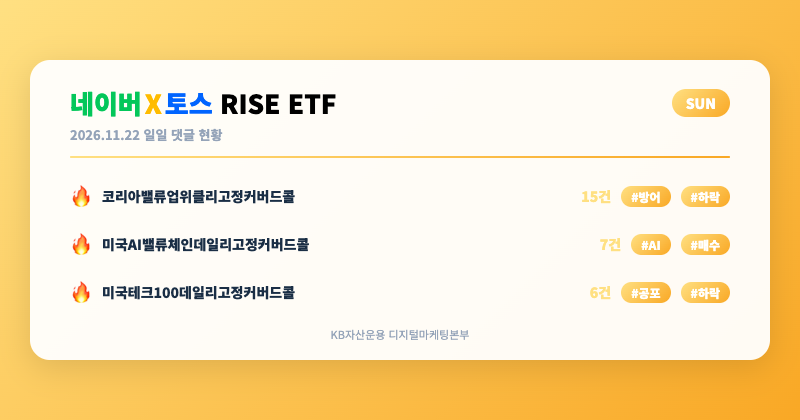 네이버 X 토스 RISE ETF
SUN
2026.11.22 일일 댓글 현황
코리아밸류업위클리고정커버드콜 15건 #방어 #하락
미국AI밸류체인데일리고정커버드콜 7건 #AI #매수
미국테크100데일리고정커버드콜 6건 #공포 #하락
KB자산운용 디지털마케팅본부